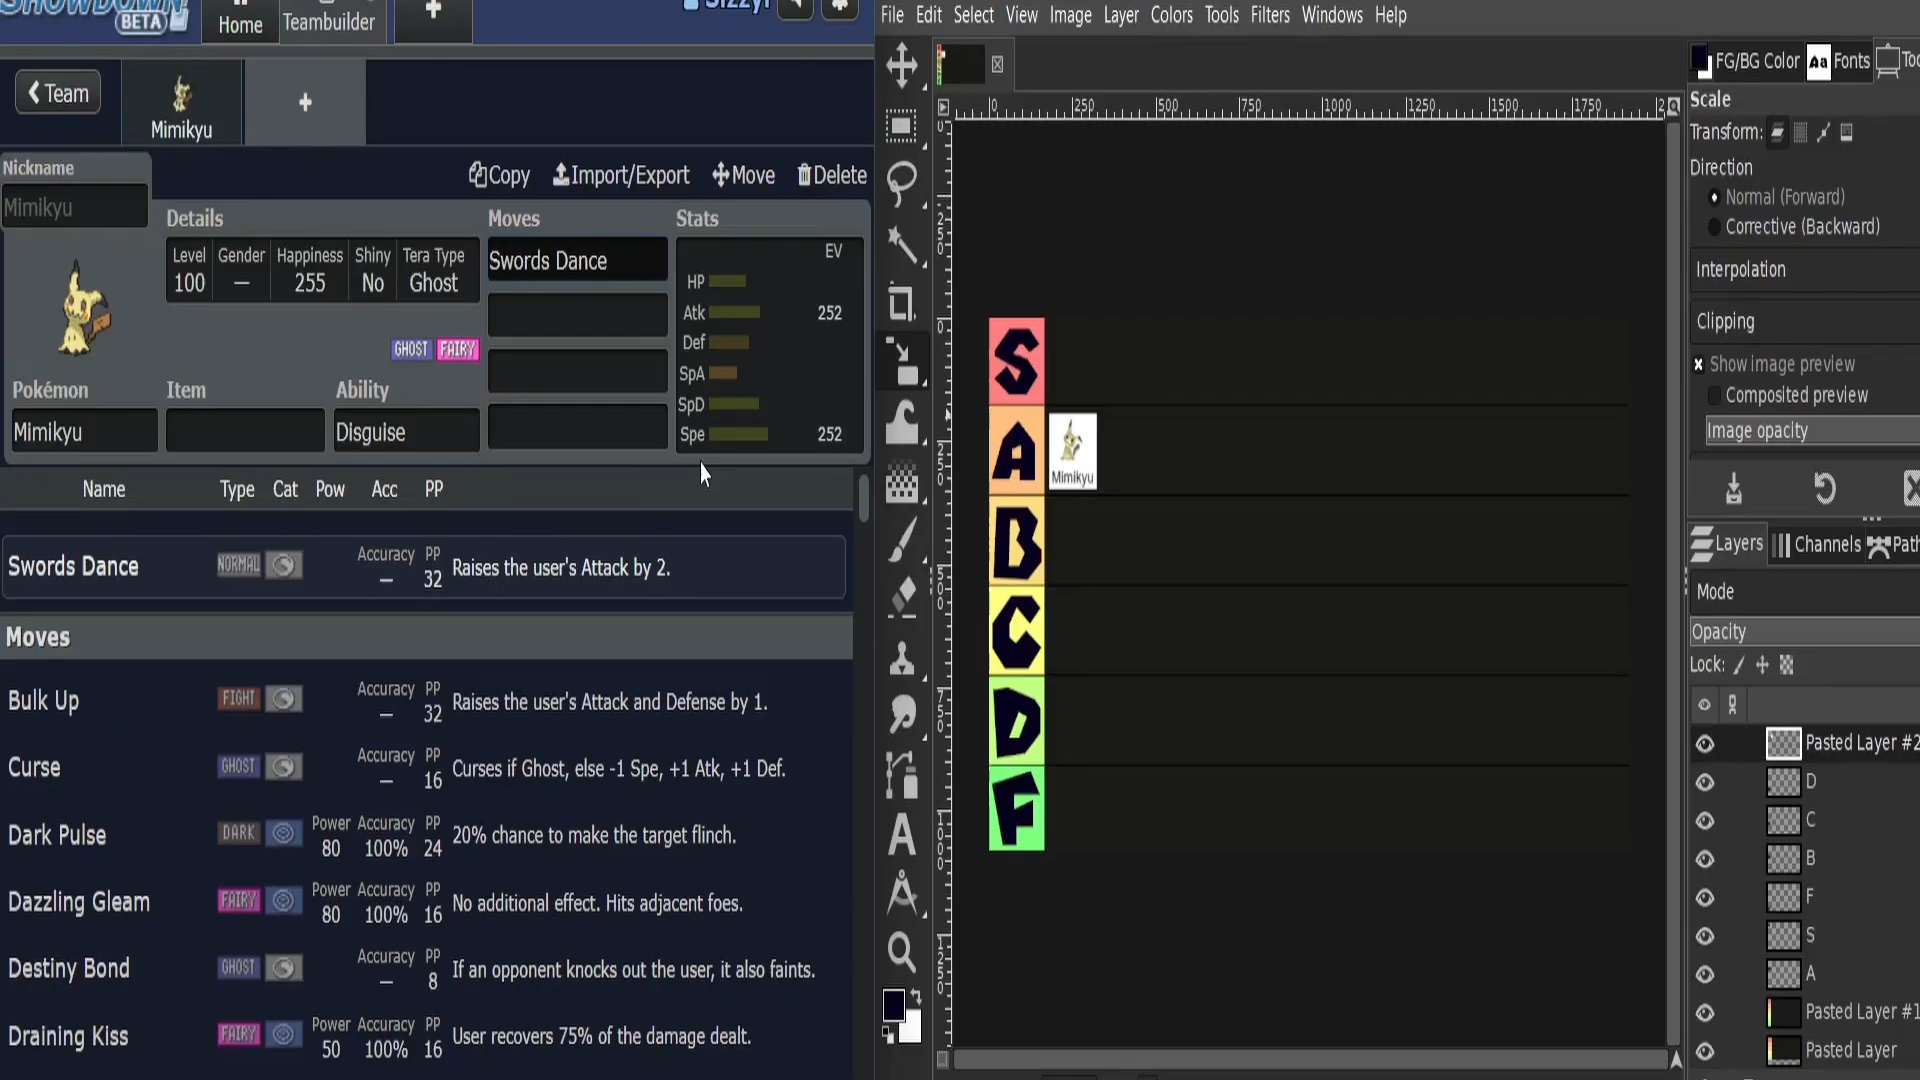 SHOWDOWN
BETA
Home
Teambuilder
+
File Edit Select View Image Layer Colors Tools Filters Windows Help
Team
Mimikyu
+
Nickname
Mimikyu
Copy Import/Export Move Delete
Details
Moves
Stats
Level Gender Happiness Shiny Tera Type
100 — 255 No Ghost
Swords Dance
EV
HP
Atk 252
Def
SpA
SpD
Spe 252
GHOST FAIRY
Pokémon Item Ability
Mimikyu Disguise
Name Type Cat Pow Acc PP
Swords Dance NORMAL Accuracy — PP 32 Raises the user's Attack by 2.
Moves
Bulk Up FIGHT Accuracy — PP 32 Raises the user's Attack and Defense by 1.
Curse GHOST Accuracy — PP 16 Curses if Ghost, else -1 Spe, +1 Atk, +1 Def.
Dark Pulse DARK Power 80 Accuracy 100% PP 24 20% chance to make the target flinch.
Dazzling Gleam FAIRY Power 80 Accuracy 100% PP 16 No additional effect. Hits adjacent foes.
Destiny Bond GHOST Accuracy — PP 8 If an opponent knocks out the user, it also faints.
Draining Kiss FAIRY Power 50 Accuracy 100% PP 16 User recovers 75% of the damage dealt.
0 250 500 750 1000 1250 1500 1750 2
S
A
Mimikyu
B
C
D
F
FG/BG Color Aa Fonts
Scale
Transform:
Direction
Normal (Forward)
Corrective (Backward)
Interpolation
Clipping
Show image preview
Composited preview
Image opacity
Layers Channels Path
Mode
Opacity
Lock:
Pasted Layer #2
D
C
B
F
S
A
Pasted Layer #1
Pasted Layer